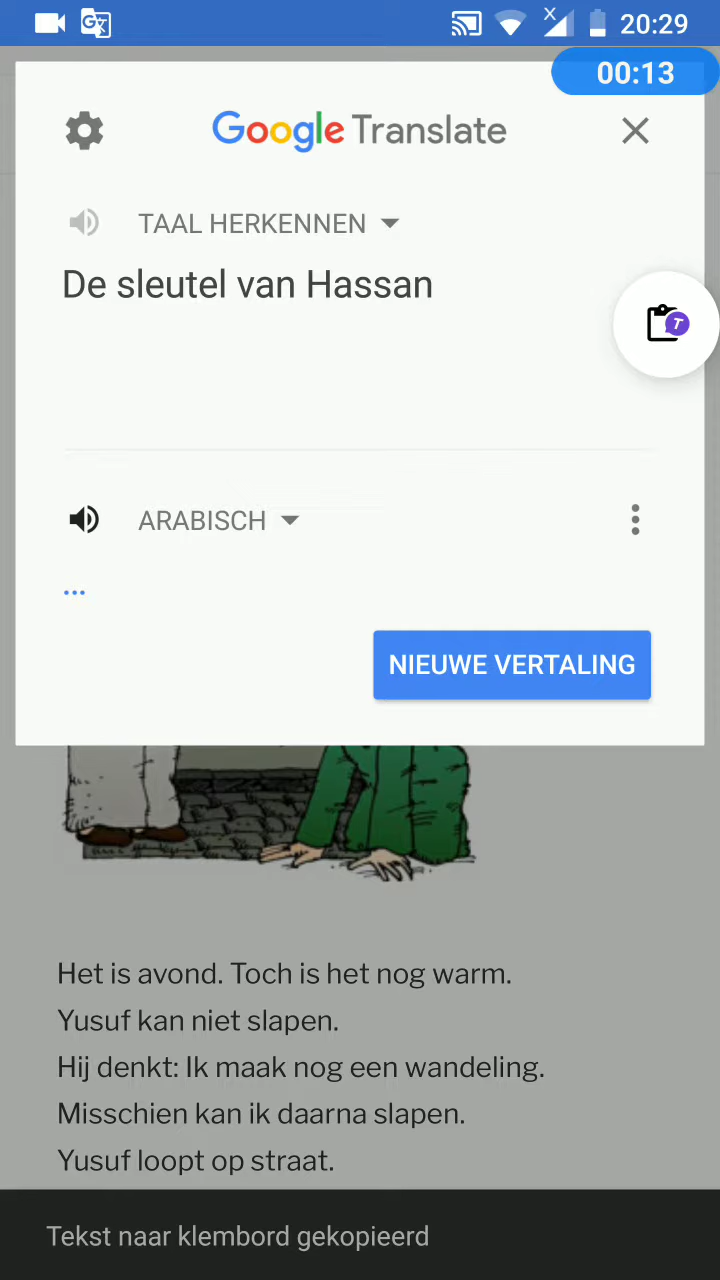 20:29
00:13
Google Translate
TAAL HERKENNEN
De sleutel van Hassan
T
ARABISCH
...
NIEUWE VERTALING
Het is avond. Toch is het nog warm.
Yusuf kan niet slapen.
Hij denkt: Ik maak nog een wandeling.
Misschien kan ik daarna slapen.
Yusuf loopt op straat.
Tekst naar klembord gekopieerd